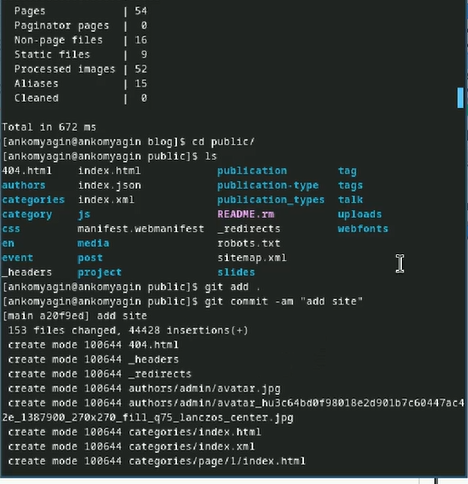 Pages | 54
Paginator pages | 0
Non-page files | 16
Static files | 9
Processed images | 52
Aliases | 15
Cleaned | 0
Total in 672 ms
[ankomyagin@ankomyagin blog]$ cd public/
[ankomyagin@ankomyagin public]$ ls
404.html index.html publication tag
authors index.json publication-type tags
categories index.xml publication_types talk
category js README.rm uploads
css manifest.webmanifest _redirects webfonts
en media robots.txt
event post sitemap.xml
_headers project slides
[ankomyagin@ankomyagin public]$ git add .
[ankomyagin@ankomyagin public]$ git commit -am "add site"
[main a20f9ed] add site
153 files changed, 44428 insertions(+)
create mode 100644 404.html
create mode 100644 _headers
create mode 100644 _redirects
create mode 100644 authors/admin/avatar.jpg
create mode 100644 authors/admin/avatar_hu3c64bd0f98018e2d901b7c60447ac4
2e_1387900_270x270_fill_q75_lanczos_center.jpg
create mode 100644 categories/index.html
create mode 100644 categories/index.xml
create mode 100644 categories/page/1/index.html